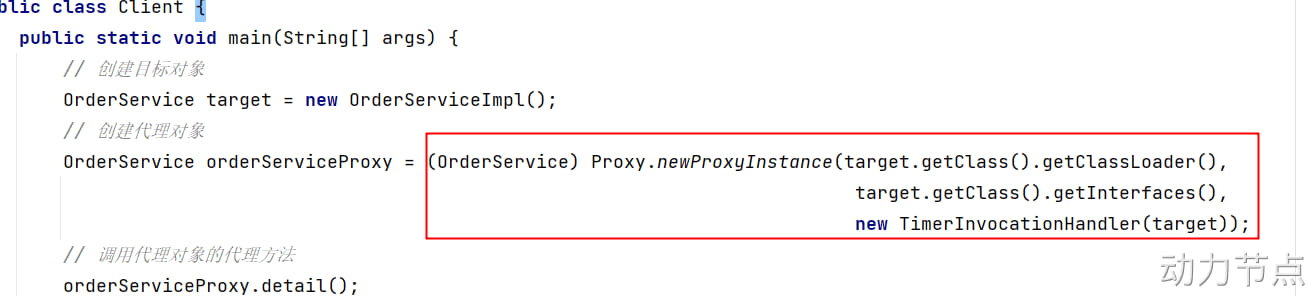 blic class Client {
public static void main(String[] args) {
// 创建目标对象
OrderService target = new OrderServiceImpl();
// 创建代理对象
OrderService orderServiceProxy = (OrderService) Proxy.newProxyInstance(target.getClass().getClassLoader(),
target.getClass().getInterfaces(),
new TimerInvocationHandler(target));
// 调用代理对象的代理方法
orderServiceProxy.detail();
动力节点